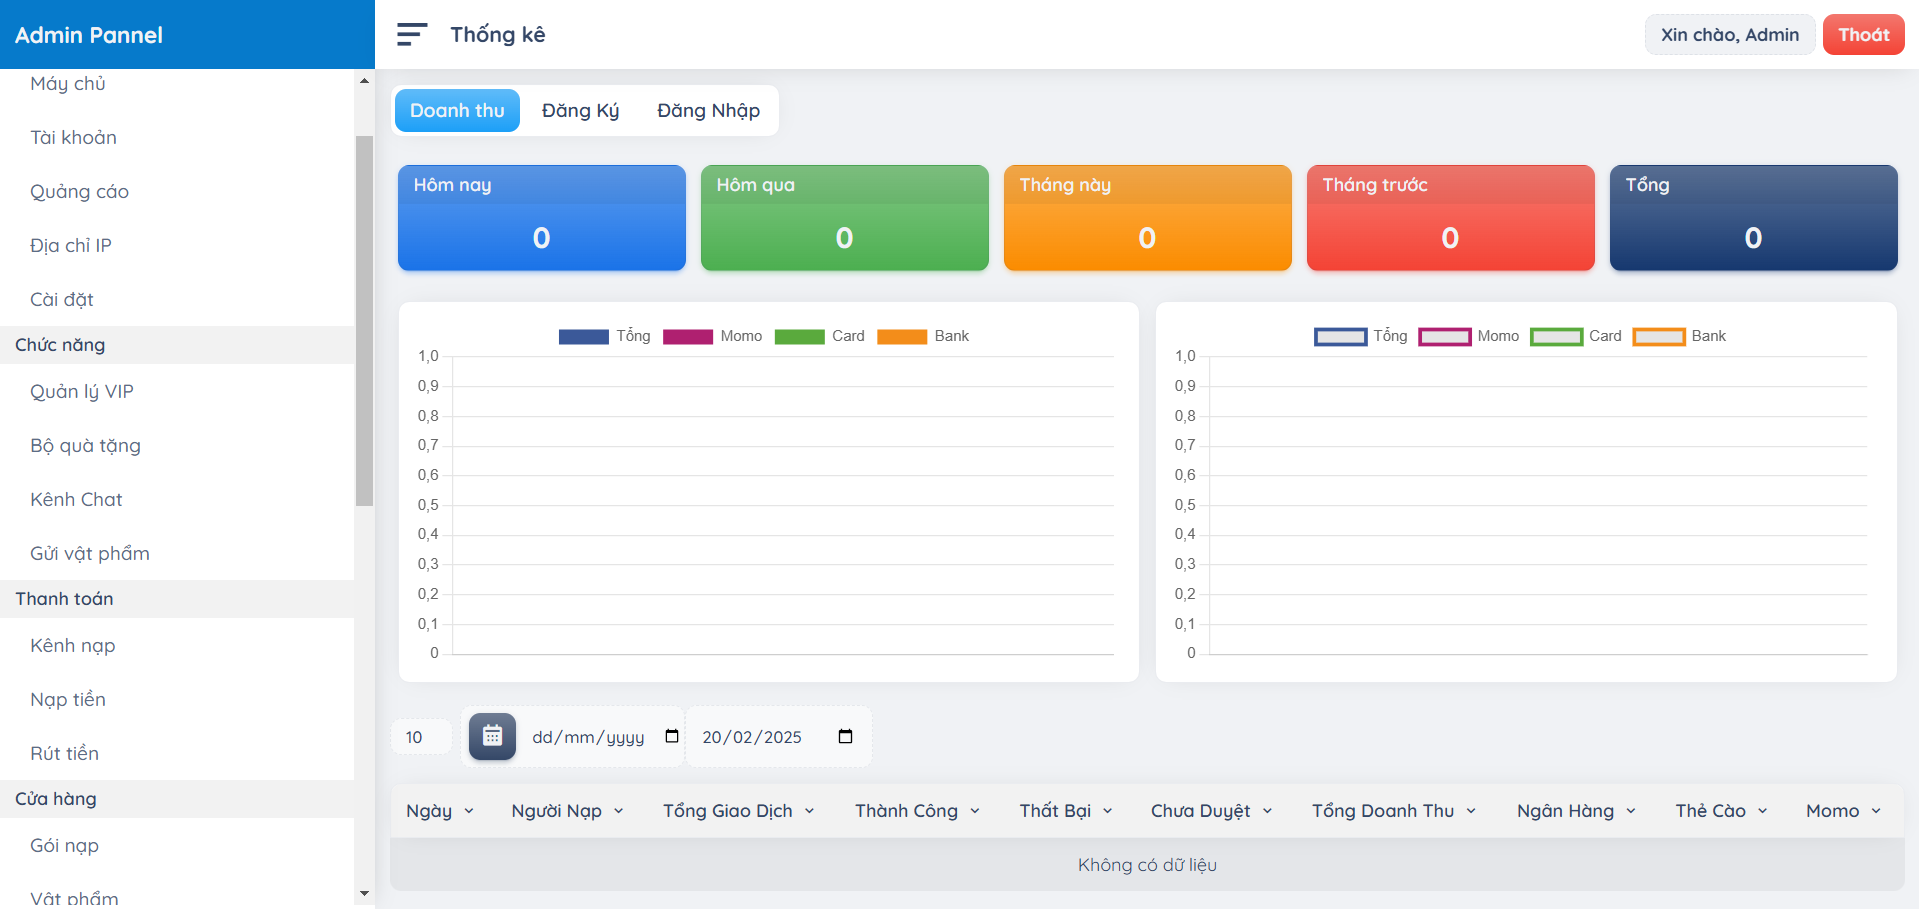 Admin Pannel
Thống kê
Xin chào, Admin
Thoát
Máy chủ
Tài khoản
Quảng cáo
Địa chỉ IP
Cài đặt
Chức năng
Quản lý VIP
Bộ quà tặng
Kênh Chat
Gửi vật phẩm
Thanh toán
Kênh nạp
Nạp tiền
Rút tiền
Cửa hàng
Gói nạp
Vật phẩm
Doanh thu
Đăng Ký
Đăng Nhập
Hôm nay
0
Hôm qua
0
Tháng này
0
Tháng trước
0
Tổng
0
Tổng Momo Card Bank
1,0
0,9
0,8
0,7
0,6
0,5
0,4
0,3
0,2
0,1
0
Tổng Momo Card Bank
1,0
0,9
0,8
0,7
0,6
0,5
0,4
0,3
0,2
0,1
0
10
dd/mm/yyyy
20/02/2025
Ngày Người Nạp Tổng Giao Dịch Thành Công Thất Bại Chưa Duyệt Tổng Doanh Thu Ngân Hàng Thẻ Cào Momo
Không có dữ liệu